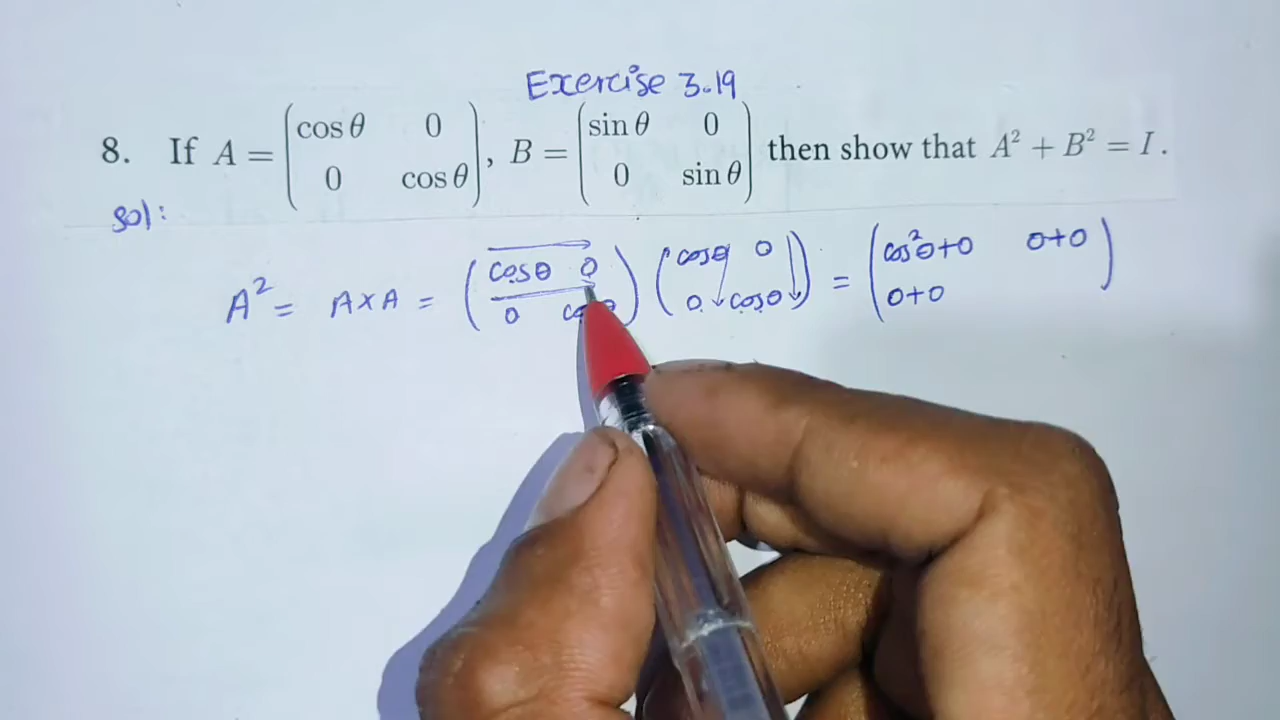 Exercise 3.19
8. If A = (cos θ 0 0 cos θ), B = (sin θ 0 0 sin θ) then show that A² + B² = I.
Sol:
A² = A×A = (cosθ 0 0) (cosθ 0 0 cosθ) = (cos²θ+0 0+0 0+0)